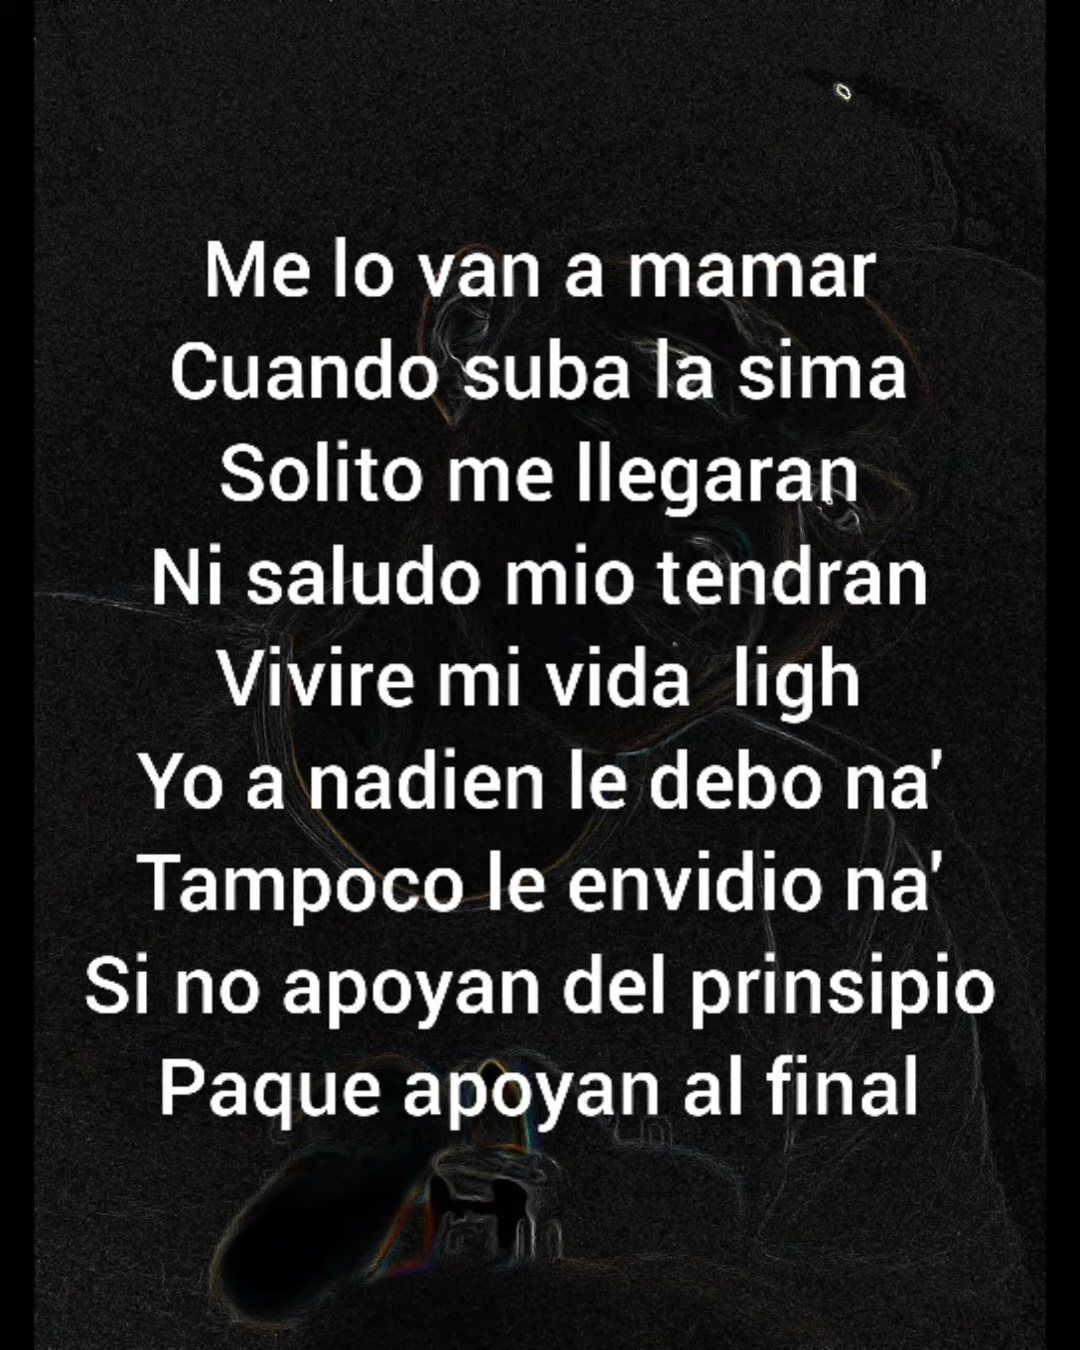 Me lo van a mamar
Cuando suba la sima
Solito me llegaran
Ni saludo mio tendran
Vivire mi vida  ligh
Yo a nadien le debo na'
Tampoco le envidio na'
Si no apoyan del prinsipio
Paque apoyan al final